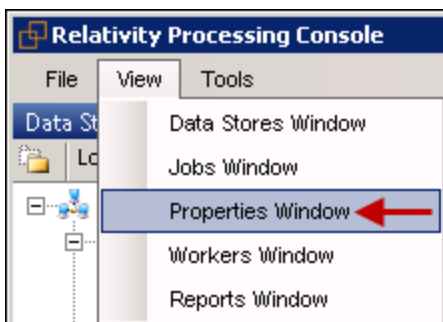 Relativity Processing Console
File View Tools
Data St
Data Stores Window
Lo
Jobs Window
Properties Window
Workers Window
Reports Window